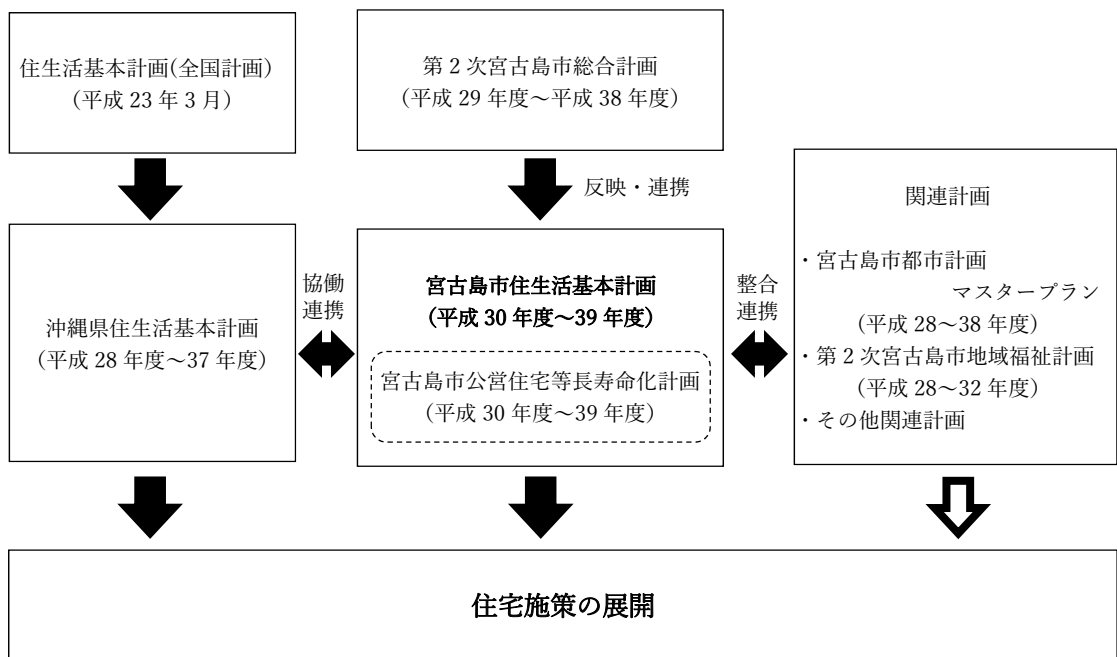 住生活基本計画(全国計画)
（平成 23 年 3 月）
第 2 次宮古島市総合計画
（平成 29 年度～平成 38 年度）
反映・連携
沖縄県住生活基本計画
（平成 28 年度～37 年度）
協働
連携
宮古島市住生活基本計画
（平成 30 年度～39 年度）
宮古島市公営住宅等長寿命化計画
（平成 30 年度～39 年度）
整合
連携
関連計画
・宮古島市都市計画
マスタープラン
（平成 28～38 年度）
・第 2 次宮古島市地域福祉計画
（平成 28～32 年度）
・その他関連計画
住宅施策の展開